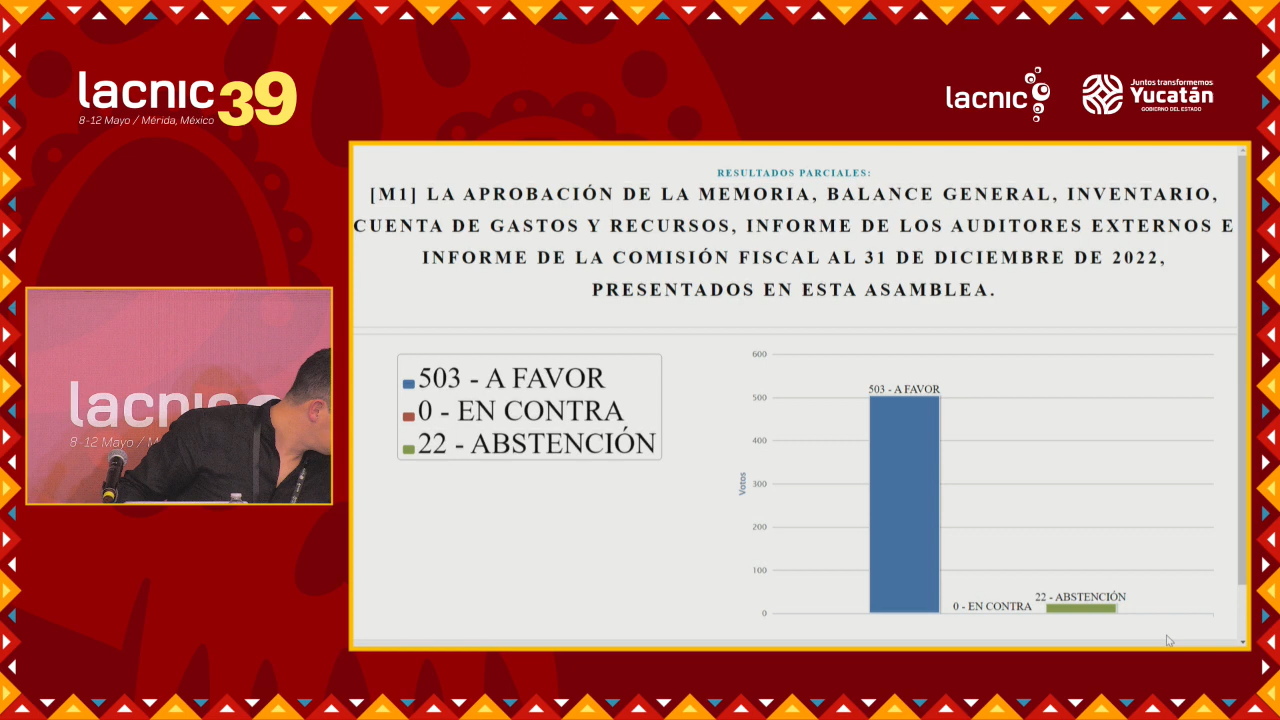 lacnic 39
8-12 Mayo / Mérida, México
lacnic
Juntos transformemos
Yucatán
GOBIERNO DEL ESTADO
RESULTADOS PARCIALES:
[M1] LA APROBACIÓN DE LA MEMORIA, BALANCE GENERAL, INVENTARIO,
CUENTA DE GASTOS Y RECURSOS, INFORME DE LOS AUDITORES EXTERNOS E
INFORME DE LA COMISIÓN FISCAL AL 31 DE DICIEMBRE DE 2022,
PRESENTADOS EN ESTA ASAMBLEA.
503 - A FAVOR
0 - EN CONTRA
22 - ABSTENCIÓN
Votos
600
500
400
300
200
100
0
503 - A FAVOR
0 - EN CONTRA
22 - ABSTENCIÓN
lacnic
8-12 Mayo / M